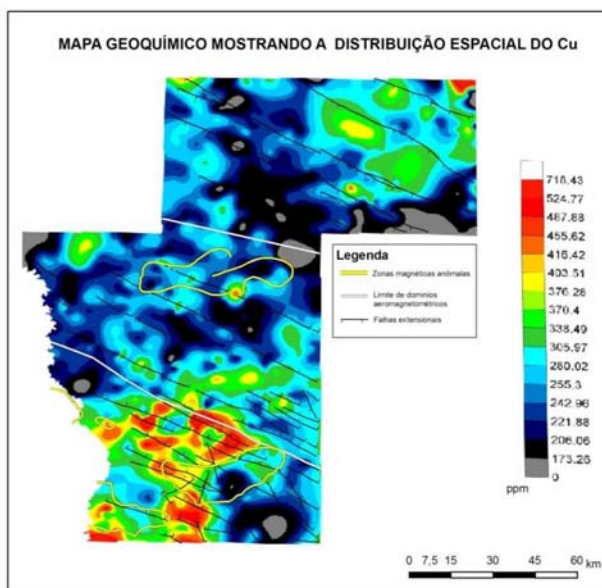 MAPA GEOQUÍMICO MOSTRANDO A DISTRIBUIÇÃO ESPACIAL DO Cu
Legenda
Zonas magnéticas anômalas
Limite de domínios
aeromagnetométricos
Falhas extensionais
718.43
524.77
487.88
455.62
416.42
403.51
376.28
370.4
338.49
305.97
280.02
255.3
242.96
221.88
206.06
173.26
0
ppm
0 7,5 15 30 45 60
km